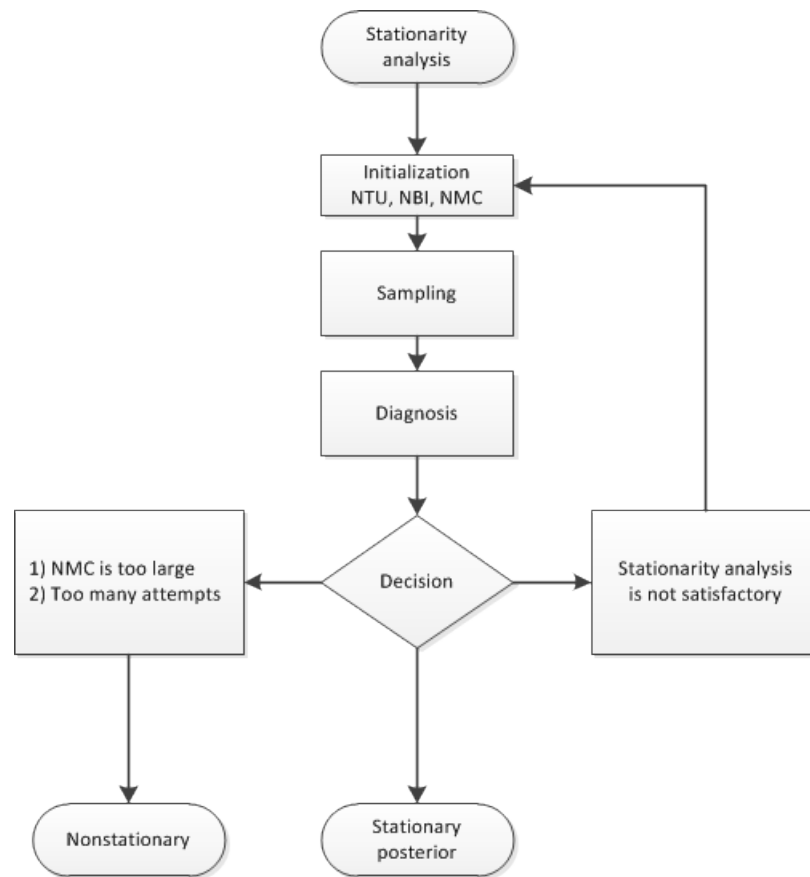 Stationarity
analysis
Initialization
NTU, NBI, NMC
Sampling
Diagnosis
1) NMC is too large
2) Too many attempts
Decision
Stationarity analysis
is not satisfactory
Nonstationary
Stationary
posterior